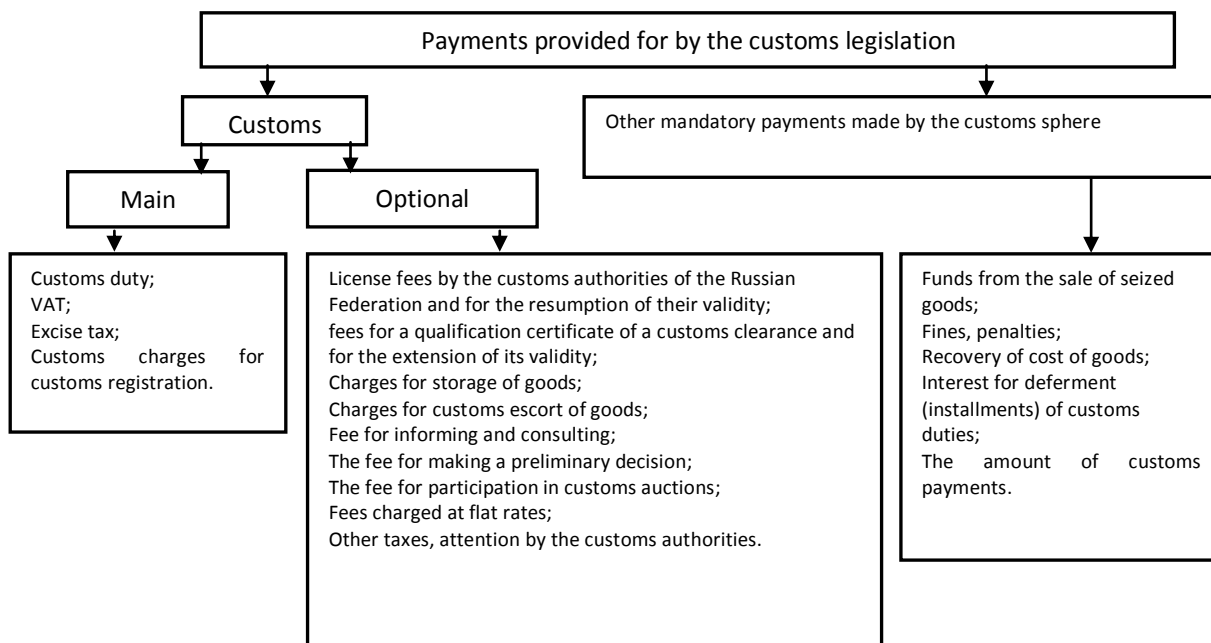 Payments provided for by the customs legislation
Customs
Other mandatory payments made by the customs sphere
Main
Optional
Customs duty;
VAT;
Excise tax;
Customs charges for
customs registration.
License fees by the customs authorities of the Russian
Federation and for the resumption of their validity;
fees for a qualification certificate of a customs clearance and
for the extension of its validity;
Charges for storage of goods;
Charges for customs escort of goods;
Fee for informing and consulting;
The fee for making a preliminary decision;
The fee for participation in customs auctions;
Fees charged at flat rates;
Other taxes, attention by the customs authorities.
Funds from the sale of seized
goods;
Fines, penalties;
Recovery of cost of goods;
Interest for deferment
(installments) of customs
duties;
The amount of customs
payments.